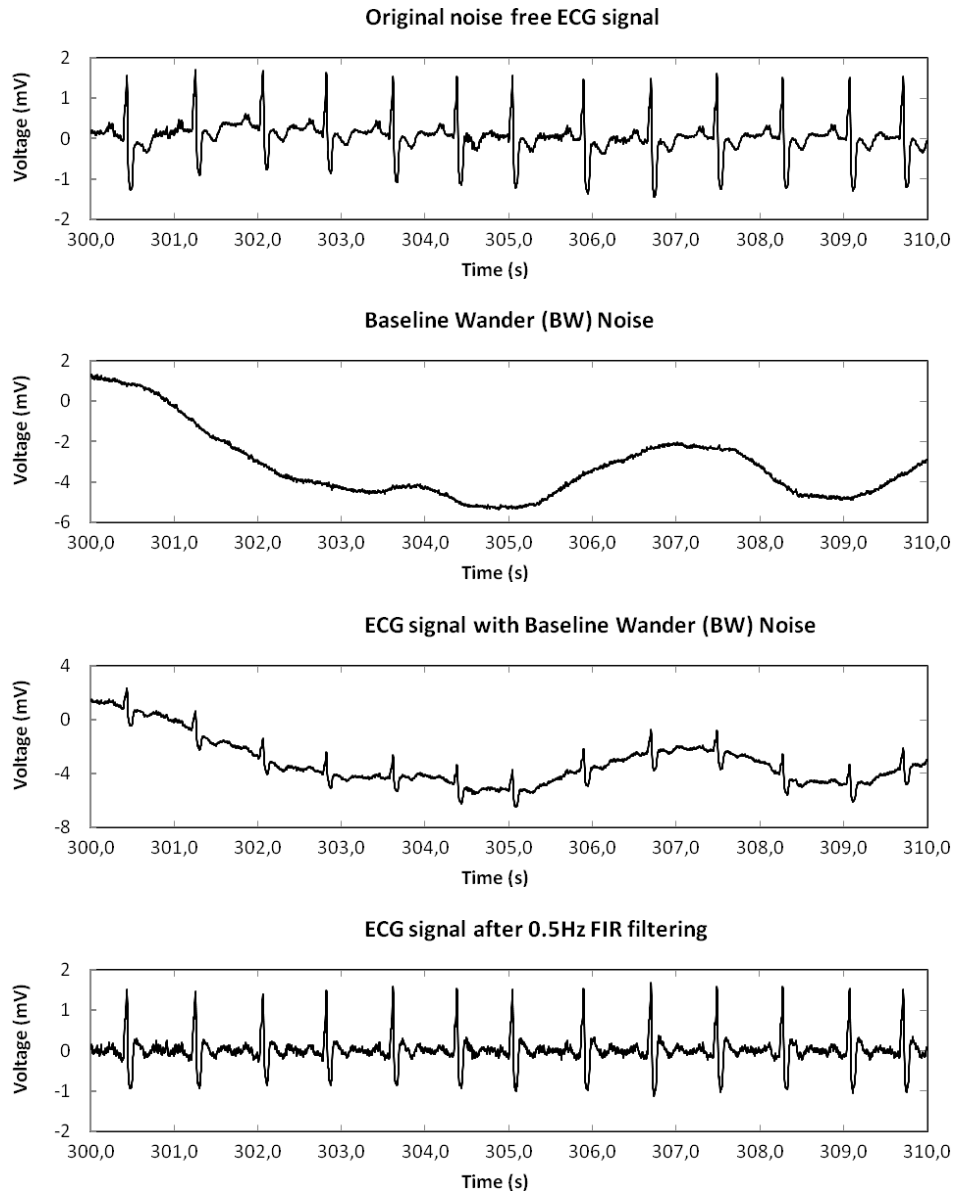 Original noise free ECG signal
Voltage (mV)
2
1
0
-1
-2
300,0 301,0 302,0 303,0 304,0 305,0 306,0 307,0 308,0 309,0 310,0
Time (s)
Baseline Wander (BW) Noise
Voltage (mV)
2
0
-2
-4
-6
300,0 301,0 302,0 303,0 304,0 305,0 306,0 307,0 308,0 309,0 310,0
Time (s)
ECG signal with Baseline Wander (BW) Noise
Voltage (mV)
4
0
-4
-8
300,0 301,0 302,0 303,0 304,0 305,0 306,0 307,0 308,0 309,0 310,0
Time (s)
ECG signal after 0.5Hz FIR filtering
Voltage (mV)
2
1
0
-1
-2
300,0 301,0 302,0 303,0 304,0 305,0 306,0 307,0 308,0 309,0 310,0
Time (s)